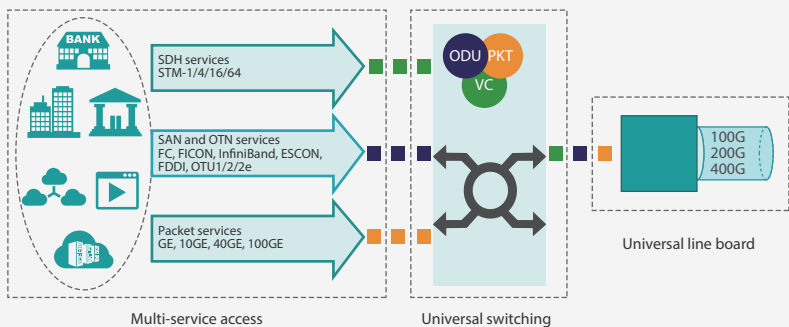 BANK
SDH services
STM-1/4/16/64
SAN and OTN services
FC, FICON, InfiniBand, ESCON,
FDDI, OTU1/2/2e
Packet services
GE, 10GE, 40GE, 100GE
Multi-service access
ODU
PKT
VC
Universal switching
100G
200G
400G
Universal line board